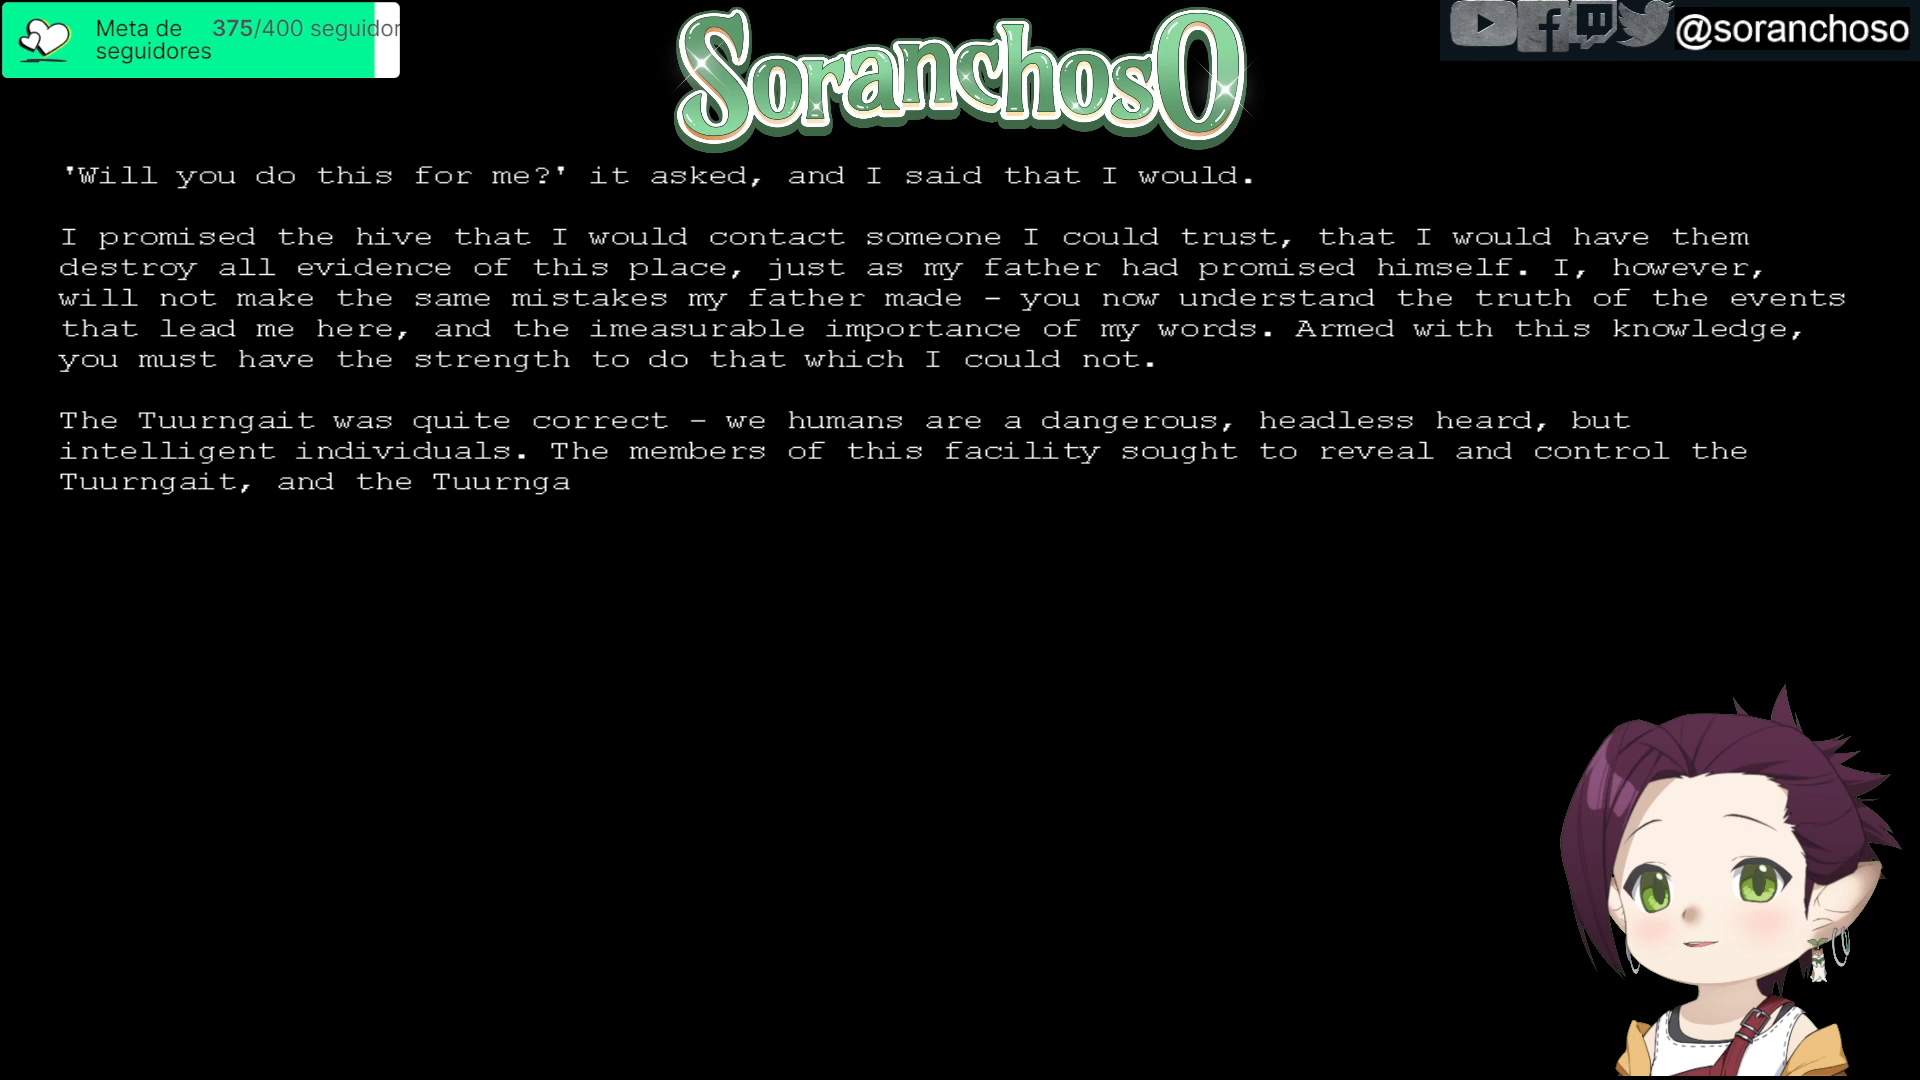 Meta de seguidores
375/400 seguidor
SoranchosO
@soranchoso
'Will you do this for me?' it asked, and I said that I would.
I promised the hive that I would contact someone I could trust, that I would have them
destroy all evidence of this place, just as my father had promised himself. I, however,
will not make the same mistakes my father made - you now understand the truth of the events
that lead me here, and the imeasurable importance of my words. Armed with this knowledge,
you must have the strength to do that which I could not.
The Tuurngait was quite correct - we humans are a dangerous, headless heard, but
intelligent individuals. The members of this facility sought to reveal and control the
Tuurngait, and the Tuurnga